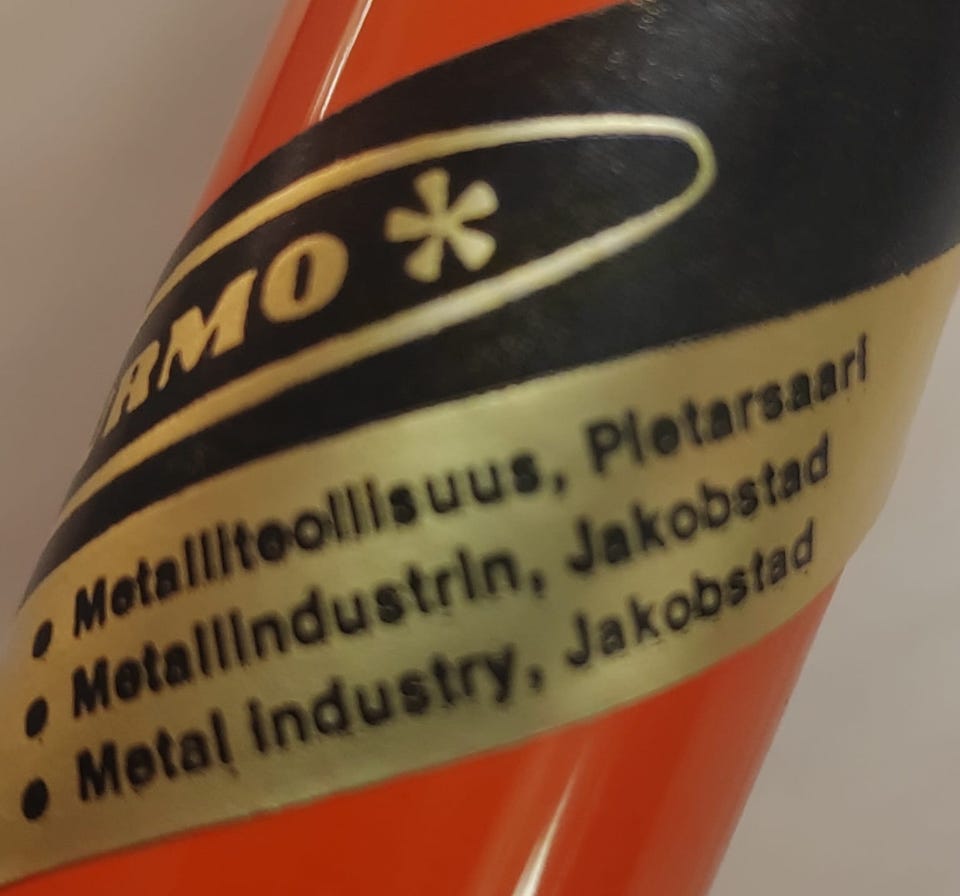 RMO *
• Metalliteollisuus, Pietarsaari
• Metallindustrin, Jakobstad
• Metal industry, Jakobstad